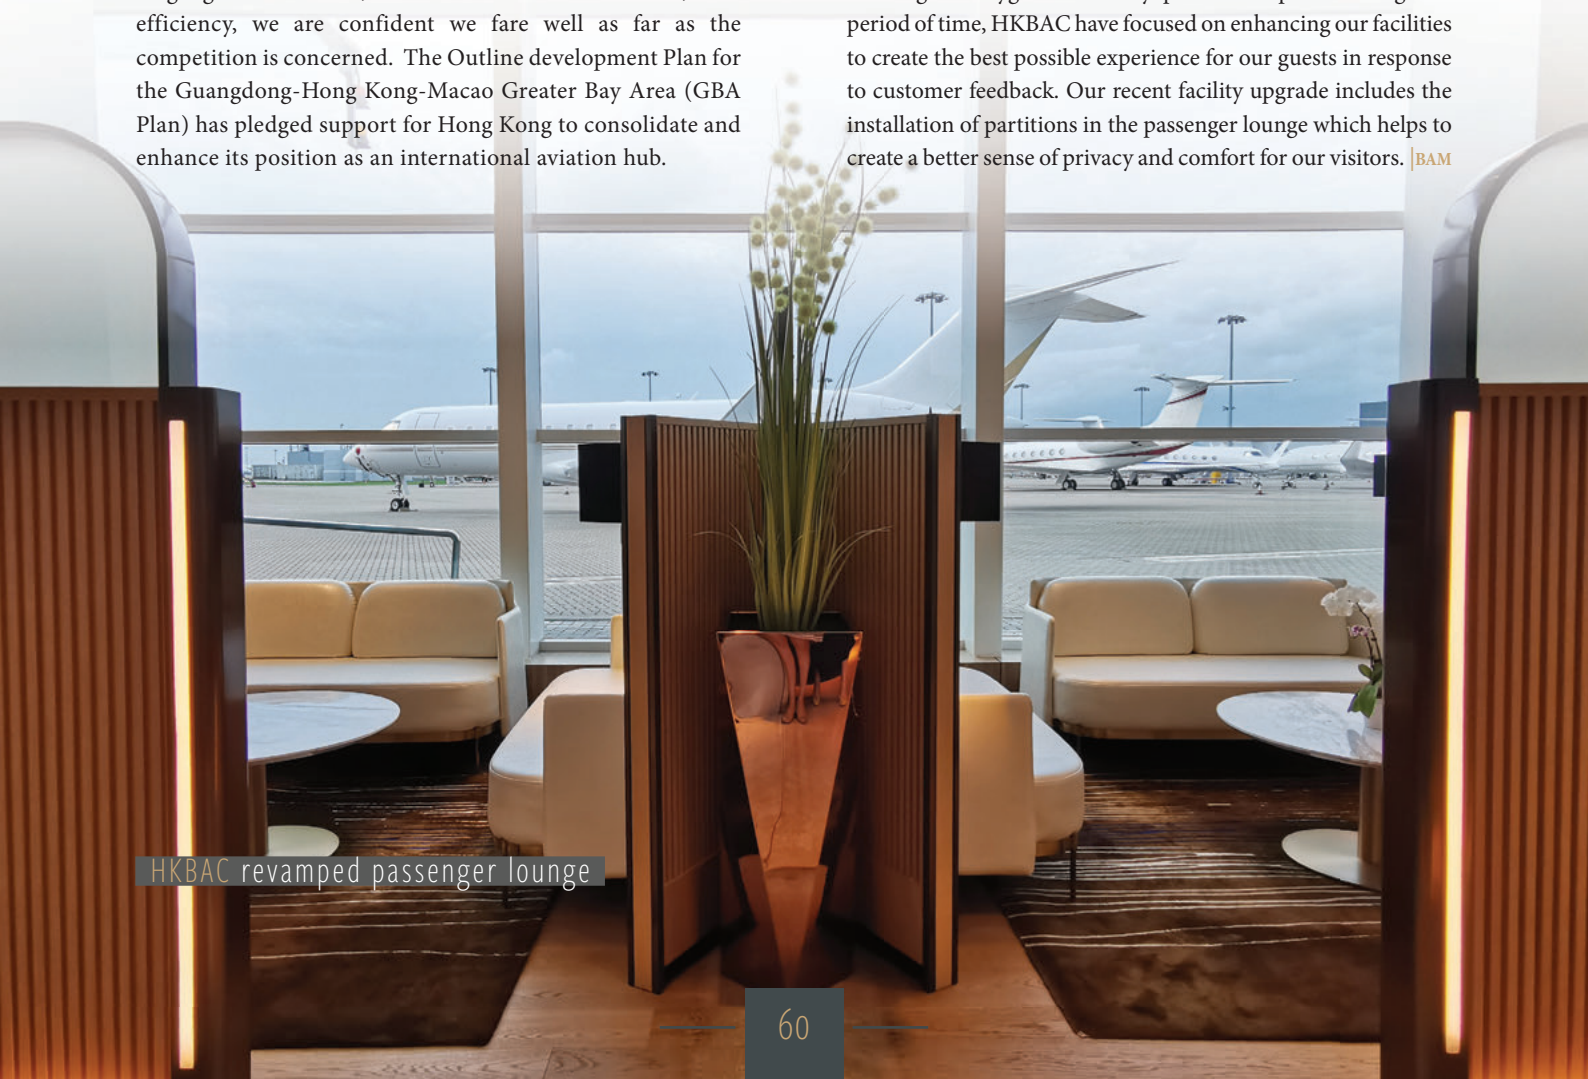 efficiency, we are confident we fare well as far as the
competition is concerned. The Outline development Plan for
the Guangdong-Hong Kong-Macao Greater Bay Area (GBA
Plan) has pledged support for Hong Kong to consolidate and
enhance its position as an international aviation hub.
period of time, HKBAC have focused on enhancing our facilities
to create the best possible experience for our guests in response
to customer feedback. Our recent facility upgrade includes the
installation of partitions in the passenger lounge which helps to
create a better sense of privacy and comfort for our visitors. |BAM
HKBAC revamped passenger lounge
60